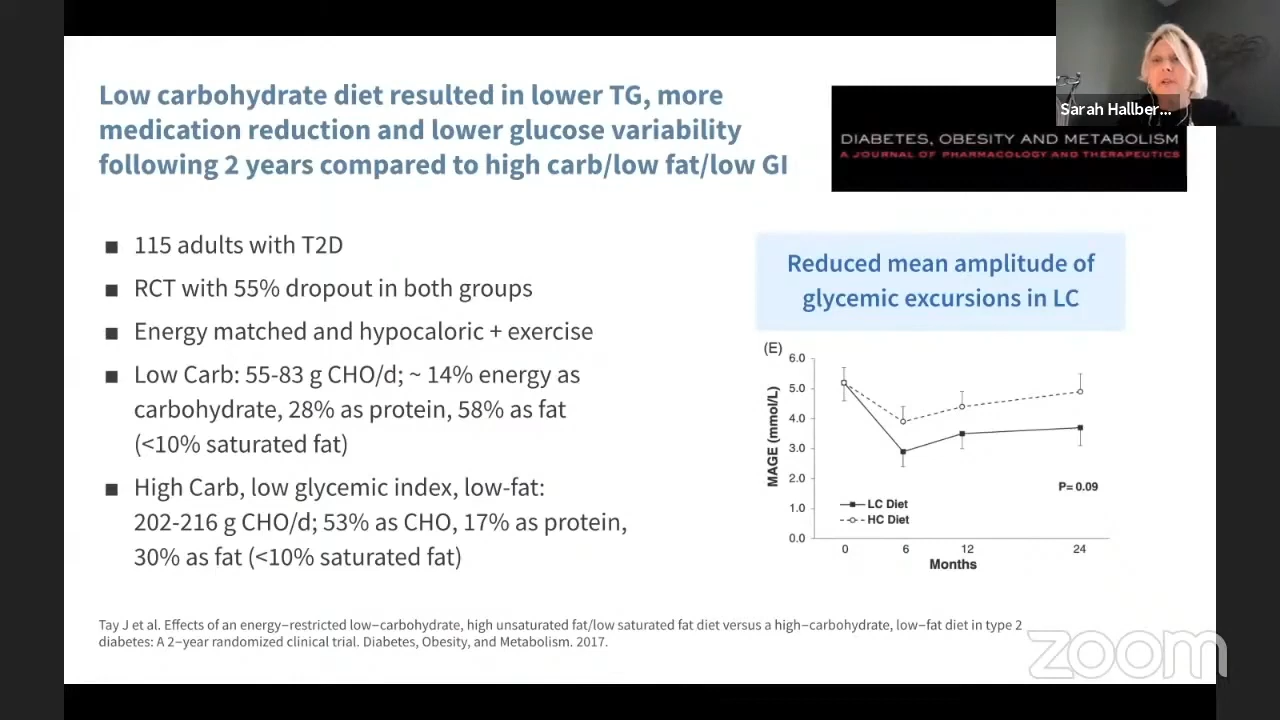 Low carbohydrate diet resulted in lower TG, more
medication reduction and lower glucose variability
following 2 years compared to high carb/low fat/low GI
DIABETES, OBESITY AND METABOLISM
A JOURNAL OF PHARMACOLOGY AND THERAPEUTICS
Sarah Hallber...
■ 115 adults with T2D
■ RCT with 55% dropout in both groups
■ Energy matched and hypocaloric + exercise
■ Low Carb: 55-83 g CHO/d; ~ 14% energy as
carbohydrate, 28% as protein, 58% as fat
(<10% saturated fat)
■ High Carb, low glycemic index, low-fat:
202-216 g CHO/d; 53% as CHO, 17% as protein,
30% as fat (<10% saturated fat)
Reduced mean amplitude of
glycemic excursions in LC
(E)
6.0
5.0
4.0
3.0
2.0
1.0
0.0
MAGE (mmol/L)
P= 0.09
LC Diet
HC Diet
0 6 12 24
Months
Tay J et al. Effects of an energy−restricted low−carbohydrate, high unsaturated fat/low saturated fat diet versus a high−carbohydrate, low−fat diet in type 2
diabetes: A 2−year randomized clinical trial. Diabetes, Obesity, and Metabolism. 2017.
zoom